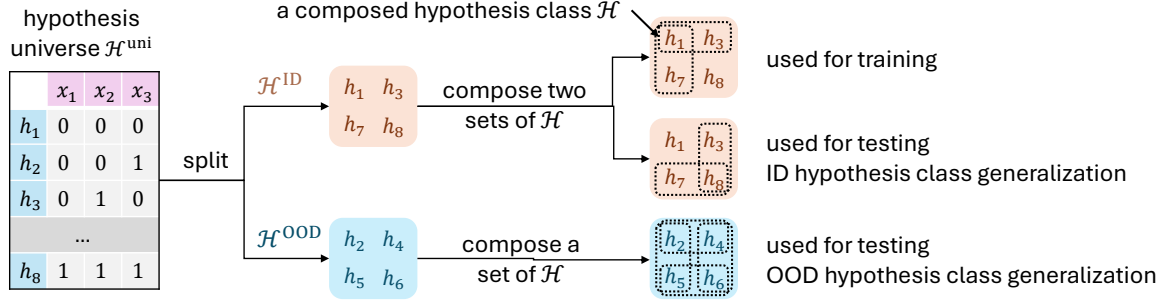 a composed hypothesis class ℋ
hypothesis
universe ℋ^uni
x₁ x₂ x₃
h₁ 0 0 0
h₂ 0 0 1
h₃ 0 1 0
...
h₈ 1 1 1
split
ℋ^ID
h₁ h₃
h₇ h₈
compose two
sets of ℋ
h₁ h₃
h₇ h₈
used for training
h₁ h₃
h₇ h₈
used for testing
ID hypothesis class generalization
ℋ^OOD
h₂ h₄
h₅ h₆
compose a
set of ℋ
h₂ h₄
h₅ h₆
used for testing
OOD hypothesis class generalization